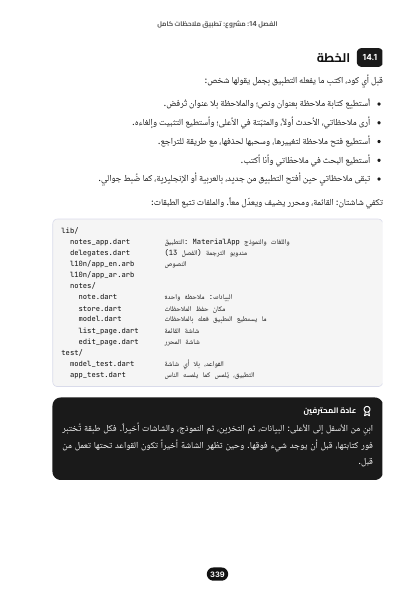 الفصل 14: مشروع: تطبيق ملاحظات كامل
14.1 الخطة
قبل أي كود، اكتب ما يفعله التطبيق بجمل يقولها شخص:
• أستطيع كتابة ملاحظة بعنوان ونص؛ والملاحظة بلا عنوان تُرفض.
• أرى ملاحظاتي، الأحدث أولاً، والمثبّتة في الأعلى؛ وأستطيع التثبيت وإلغاءه.
• أستطيع فتح ملاحظة لتغييرها، وسحبها لحذفها، مع طريقة للتراجع.
• أستطيع البحث في ملاحظاتي وأنا أكتب.
• تبقى ملاحظاتي حين أفتح التطبيق من جديد، بالعربية أو الإنجليزية، كما ضُبط جوالي.
تكفي شاشتان: القائمة، ومحرر يضيف ويعدّل معاً. والملفات تتبع الطبقات:
lib/
notes_app.dart التطبيق: MaterialApp واللغات والنموذج
delegates.dart مندوبو الترجمة (الفصل 13)
l10n/app_en.arb النصوص
l10n/app_ar.arb
notes/
note.dart البيانات: ملاحظة واحدة
store.dart مكان حفظ الملاحظات
model.dart ما يستطيع التطبيق فعله بالملاحظات
list_page.dart شاشة القائمة
edit_page.dart شاشة المحرر
test/
model_test.dart القواعد، بلا أي شاشة
app_test.dart التطبيق، يُلمس كما يلمسه الناس
عادة المحترفين
ابنِ من الأسفل إلى الأعلى: البيانات، ثم التخزين، ثم النموذج، والشاشات أخيراً. فكل طبقة تُختبر
فور كتابتها، قبل أن يوجد شيء فوقها. وحين تظهر الشاشة أخيراً تكون القواعد تحتها تعمل من
قبل.
339